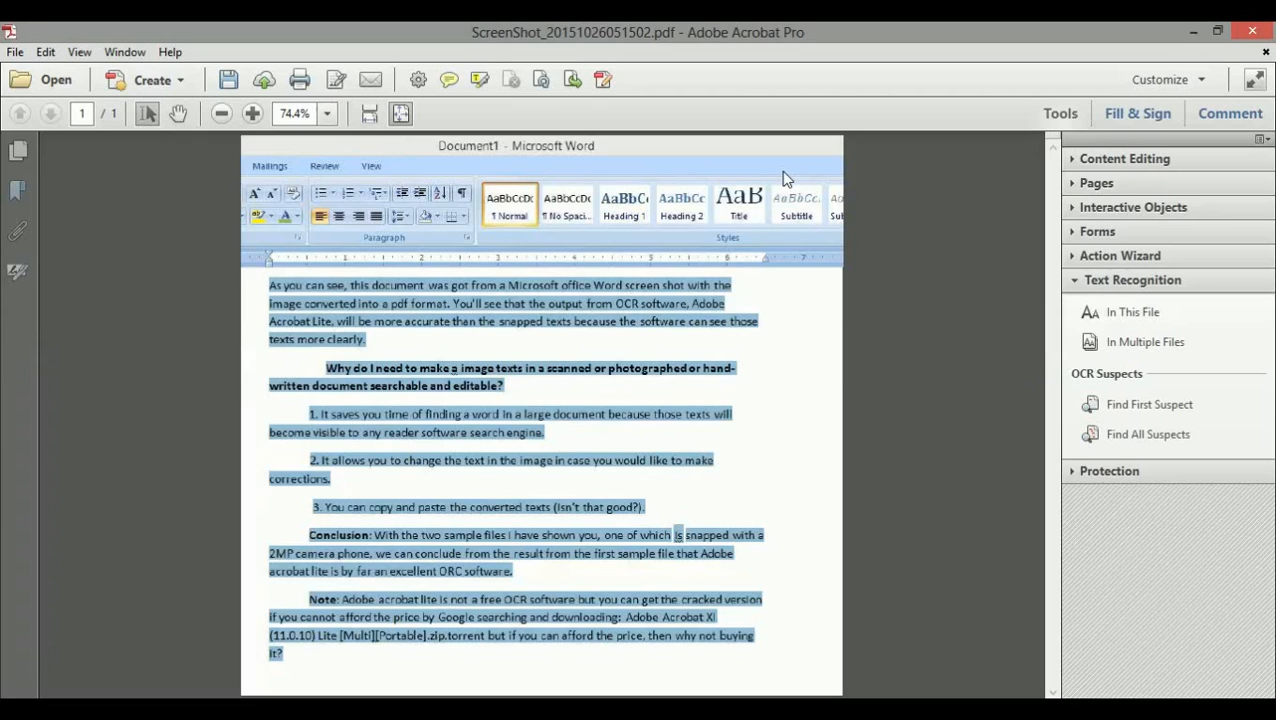 ScreenShot_20151026051502.pdf - Adobe Acrobat Pro
File Edit View Window Help
Open Create Customize
1 / 1 74.4% Tools Fill & Sign Comment
Document1 - Microsoft Word
Mailings Review View
AaBbCcDc AaBbCcDc AaBbC AaBbCc AaB AaBbCc.
¶ Normal ¶ No Spaci... Heading 1 Heading 2 Title Subtitle
Paragraph Styles
1 2 3 4 5 6 7
As you can see, this document was got from a Microsoft office Word screen shot with the
image converted into a pdf format. You'll see that the output from OCR software, Adobe
Acrobat Lite, will be more accurate than the snapped texts because the software can see those
texts more clearly.
Why do I need to make a image texts in a scanned or photographed or hand-
written document searchable and editable?
1. It saves you time of finding a word in a large document because those texts will
become visible to any reader software search engine.
2. It allows you to change the text in the image in case you would like to make
corrections.
3. You can copy and paste the converted texts (isn't that good?).
Conclusion: With the two sample files I have shown you, one of which is snapped with a
2MP camera phone, we can conclude from the result from the first sample file that Adobe
acrobat lite is by far an excellent ORC software.
Note: Adobe acrobat lite is not a free OCR software but you can get the cracked version
if you cannot afford the price by Google searching and downloading: Adobe Acrobat XI
(11.0.10) Lite [Multi][Portable].zip.torrent but if you can afford the price, then why not buying
it?
Content Editing
Pages
Interactive Objects
Forms
Action Wizard
Text Recognition
In This File
In Multiple Files
OCR Suspects
Find First Suspect
Find All Suspects
Protection